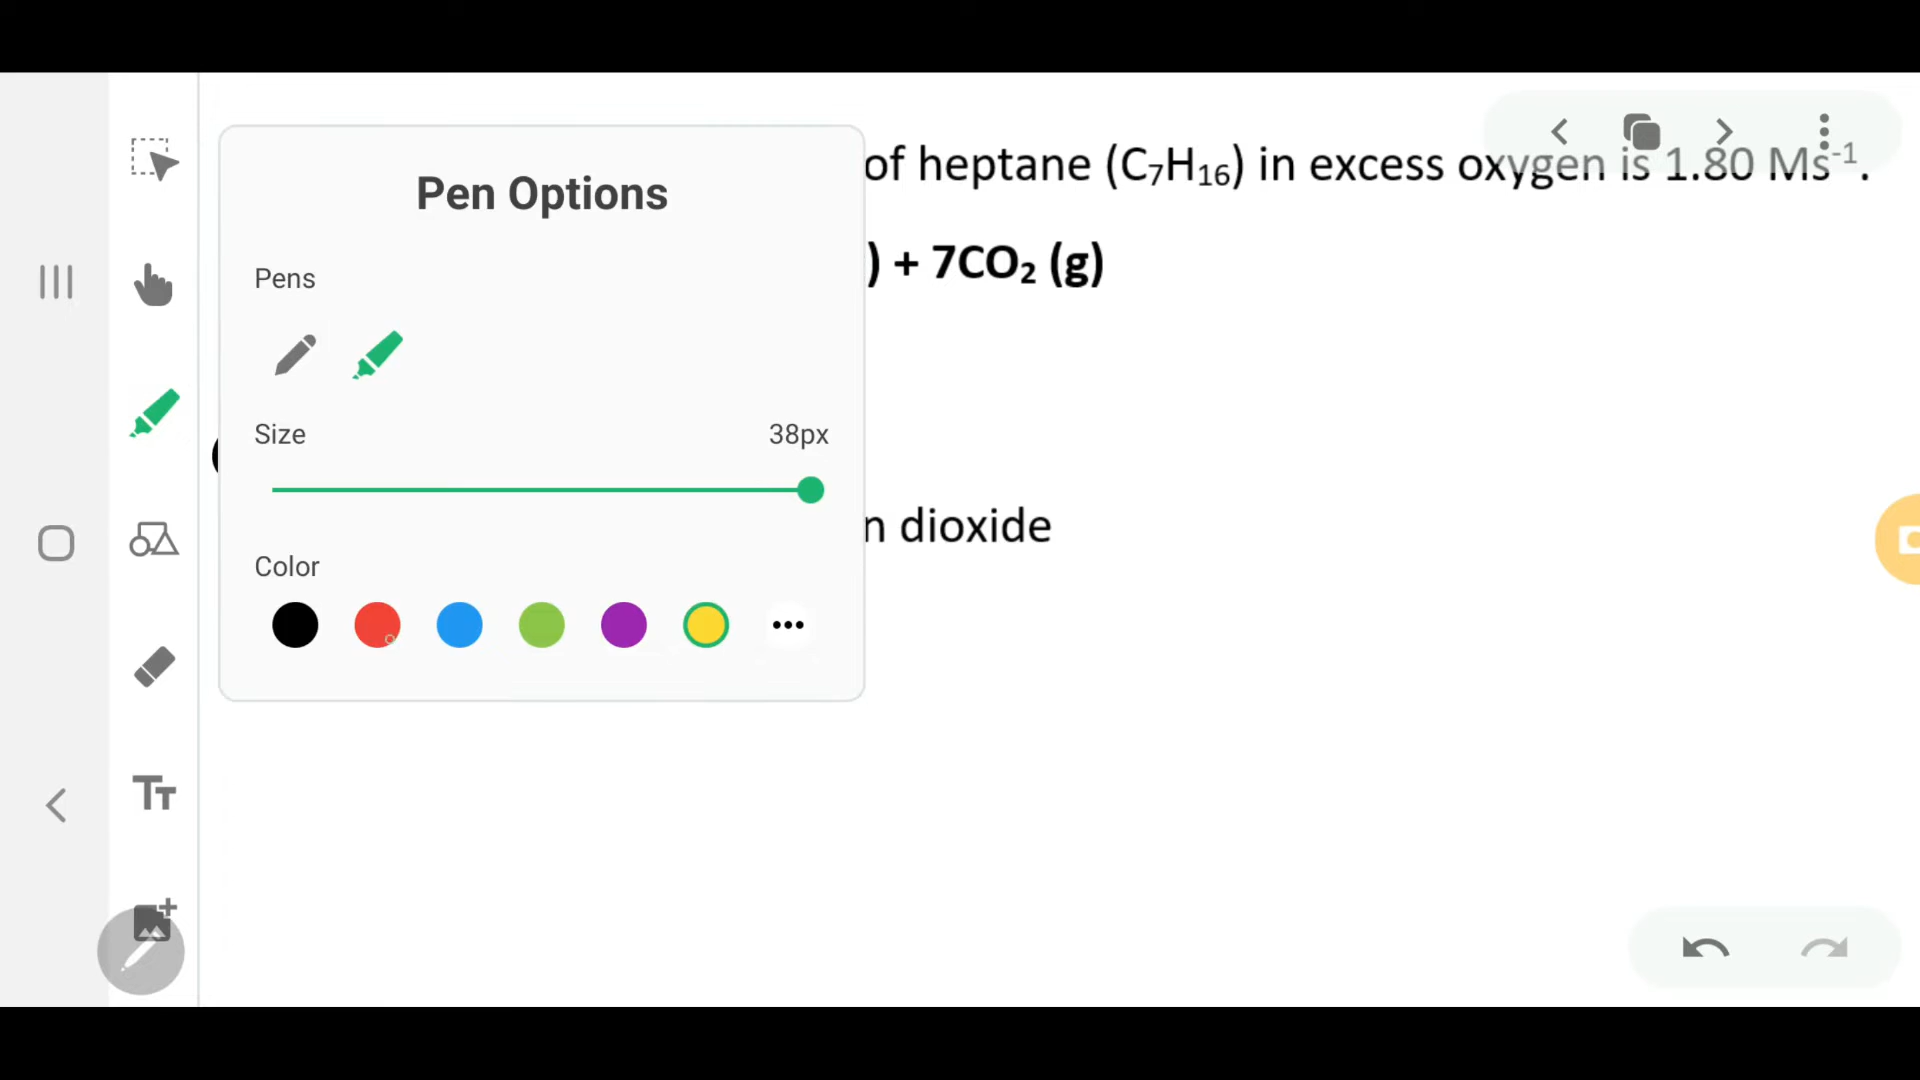 Pen Options
Pens
Size 38px
Color
of heptane (C₇H₁₆) in excess oxygen is 1.80 Ms⁻¹.
) + 7CO₂ (g)
n dioxide
Tт